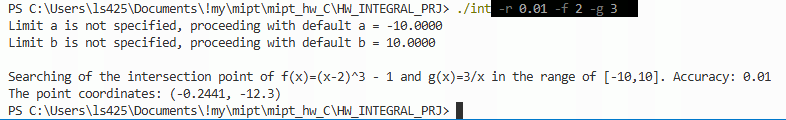 PS C:\Users\ls425\Documents\!my\mipt\mipt_hw_C\HW_INTEGRAL_PRJ> ./int -r 0.01 -f 2 -g 3
Limit a is not specified, proceeding with default a = -10.0000
Limit b is not specified, proceeding with default b = 10.0000
Searching of the intersection point of f(x)=(x-2)^3 - 1 and g(x)=3/x in the range of [-10,10]. Accuracy: 0.01
The point coordinates: (-0.2441, -12.3)
PS C:\Users\ls425\Documents\!my\mipt\mipt_hw_C\HW_INTEGRAL_PRJ>